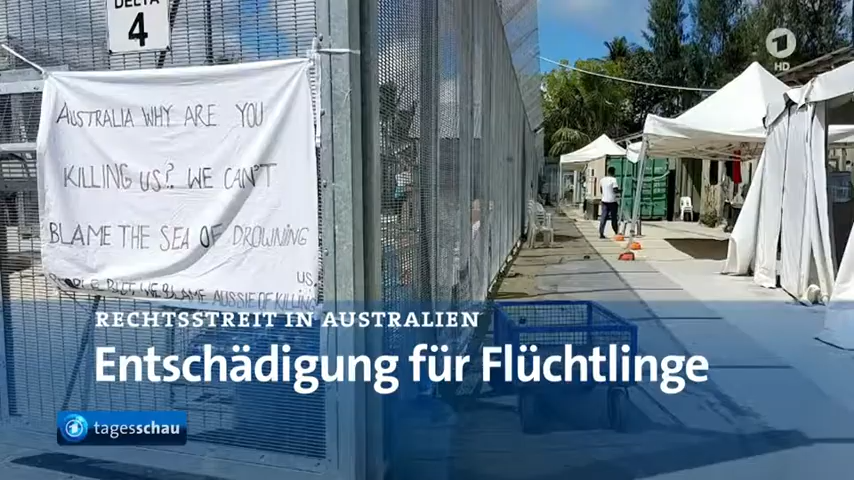 DELTA
4
1
HD
AUSTRALIA WHY ARE YOU
KILLING US? WE CAN'T
BLAME THE SEA OF DROWNING
US.
BUT WE BLAME AUSSIE OF KILLING
RECHTSSTREIT IN AUSTRALIEN
Entschädigung für Flüchtlinge
tagesschau